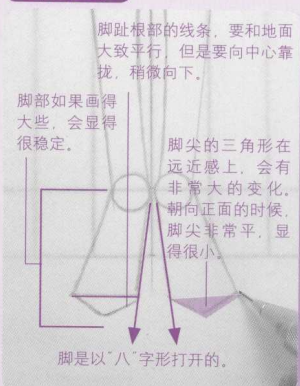 脚趾根部的线条，要和地面
大致平行，但是要向中心靠
拢，稍微向下。
脚部如果画得
大些，会显得
很稳定。
脚尖的三角形在
远近感上，会有
非常大的变化。
朝向正面的时候，
脚尖非常平，显
得很小。
脚是以“八”字形打开的。